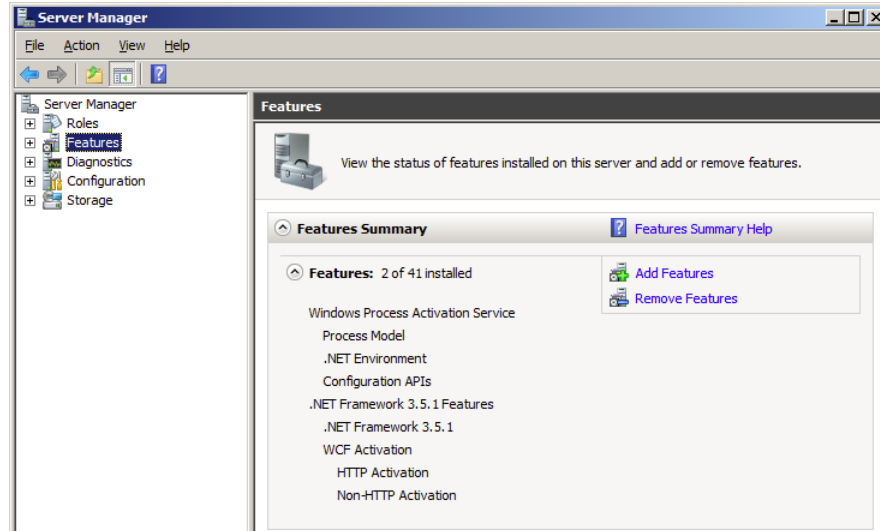 Server Manager
File Action View Help
Server Manager
Roles
Features
Diagnostics
Configuration
Storage
Features
View the status of features installed on this server and add or remove features.
Features Summary
Features Summary Help
Features: 2 of 41 installed
Add Features
Remove Features
Windows Process Activation Service
Process Model
.NET Environment
Configuration APIs
.NET Framework 3.5.1 Features
.NET Framework 3.5.1
WCF Activation
HTTP Activation
Non-HTTP Activation